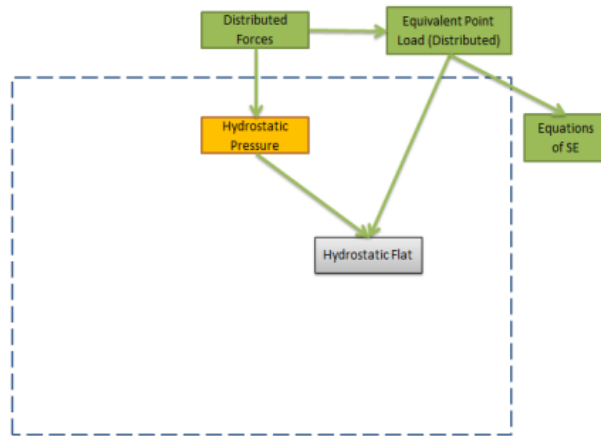 Distributed
Forces
Equivalent Point
Load (Distributed)
Hydrostatic
Pressure
Equations
of SE
Hydrostatic Flat